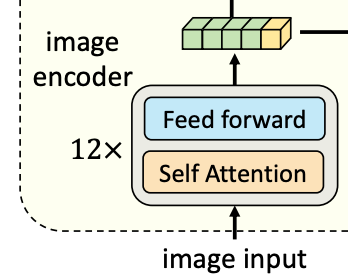 image
encoder
Feed forward
12×
Self Attention
image input